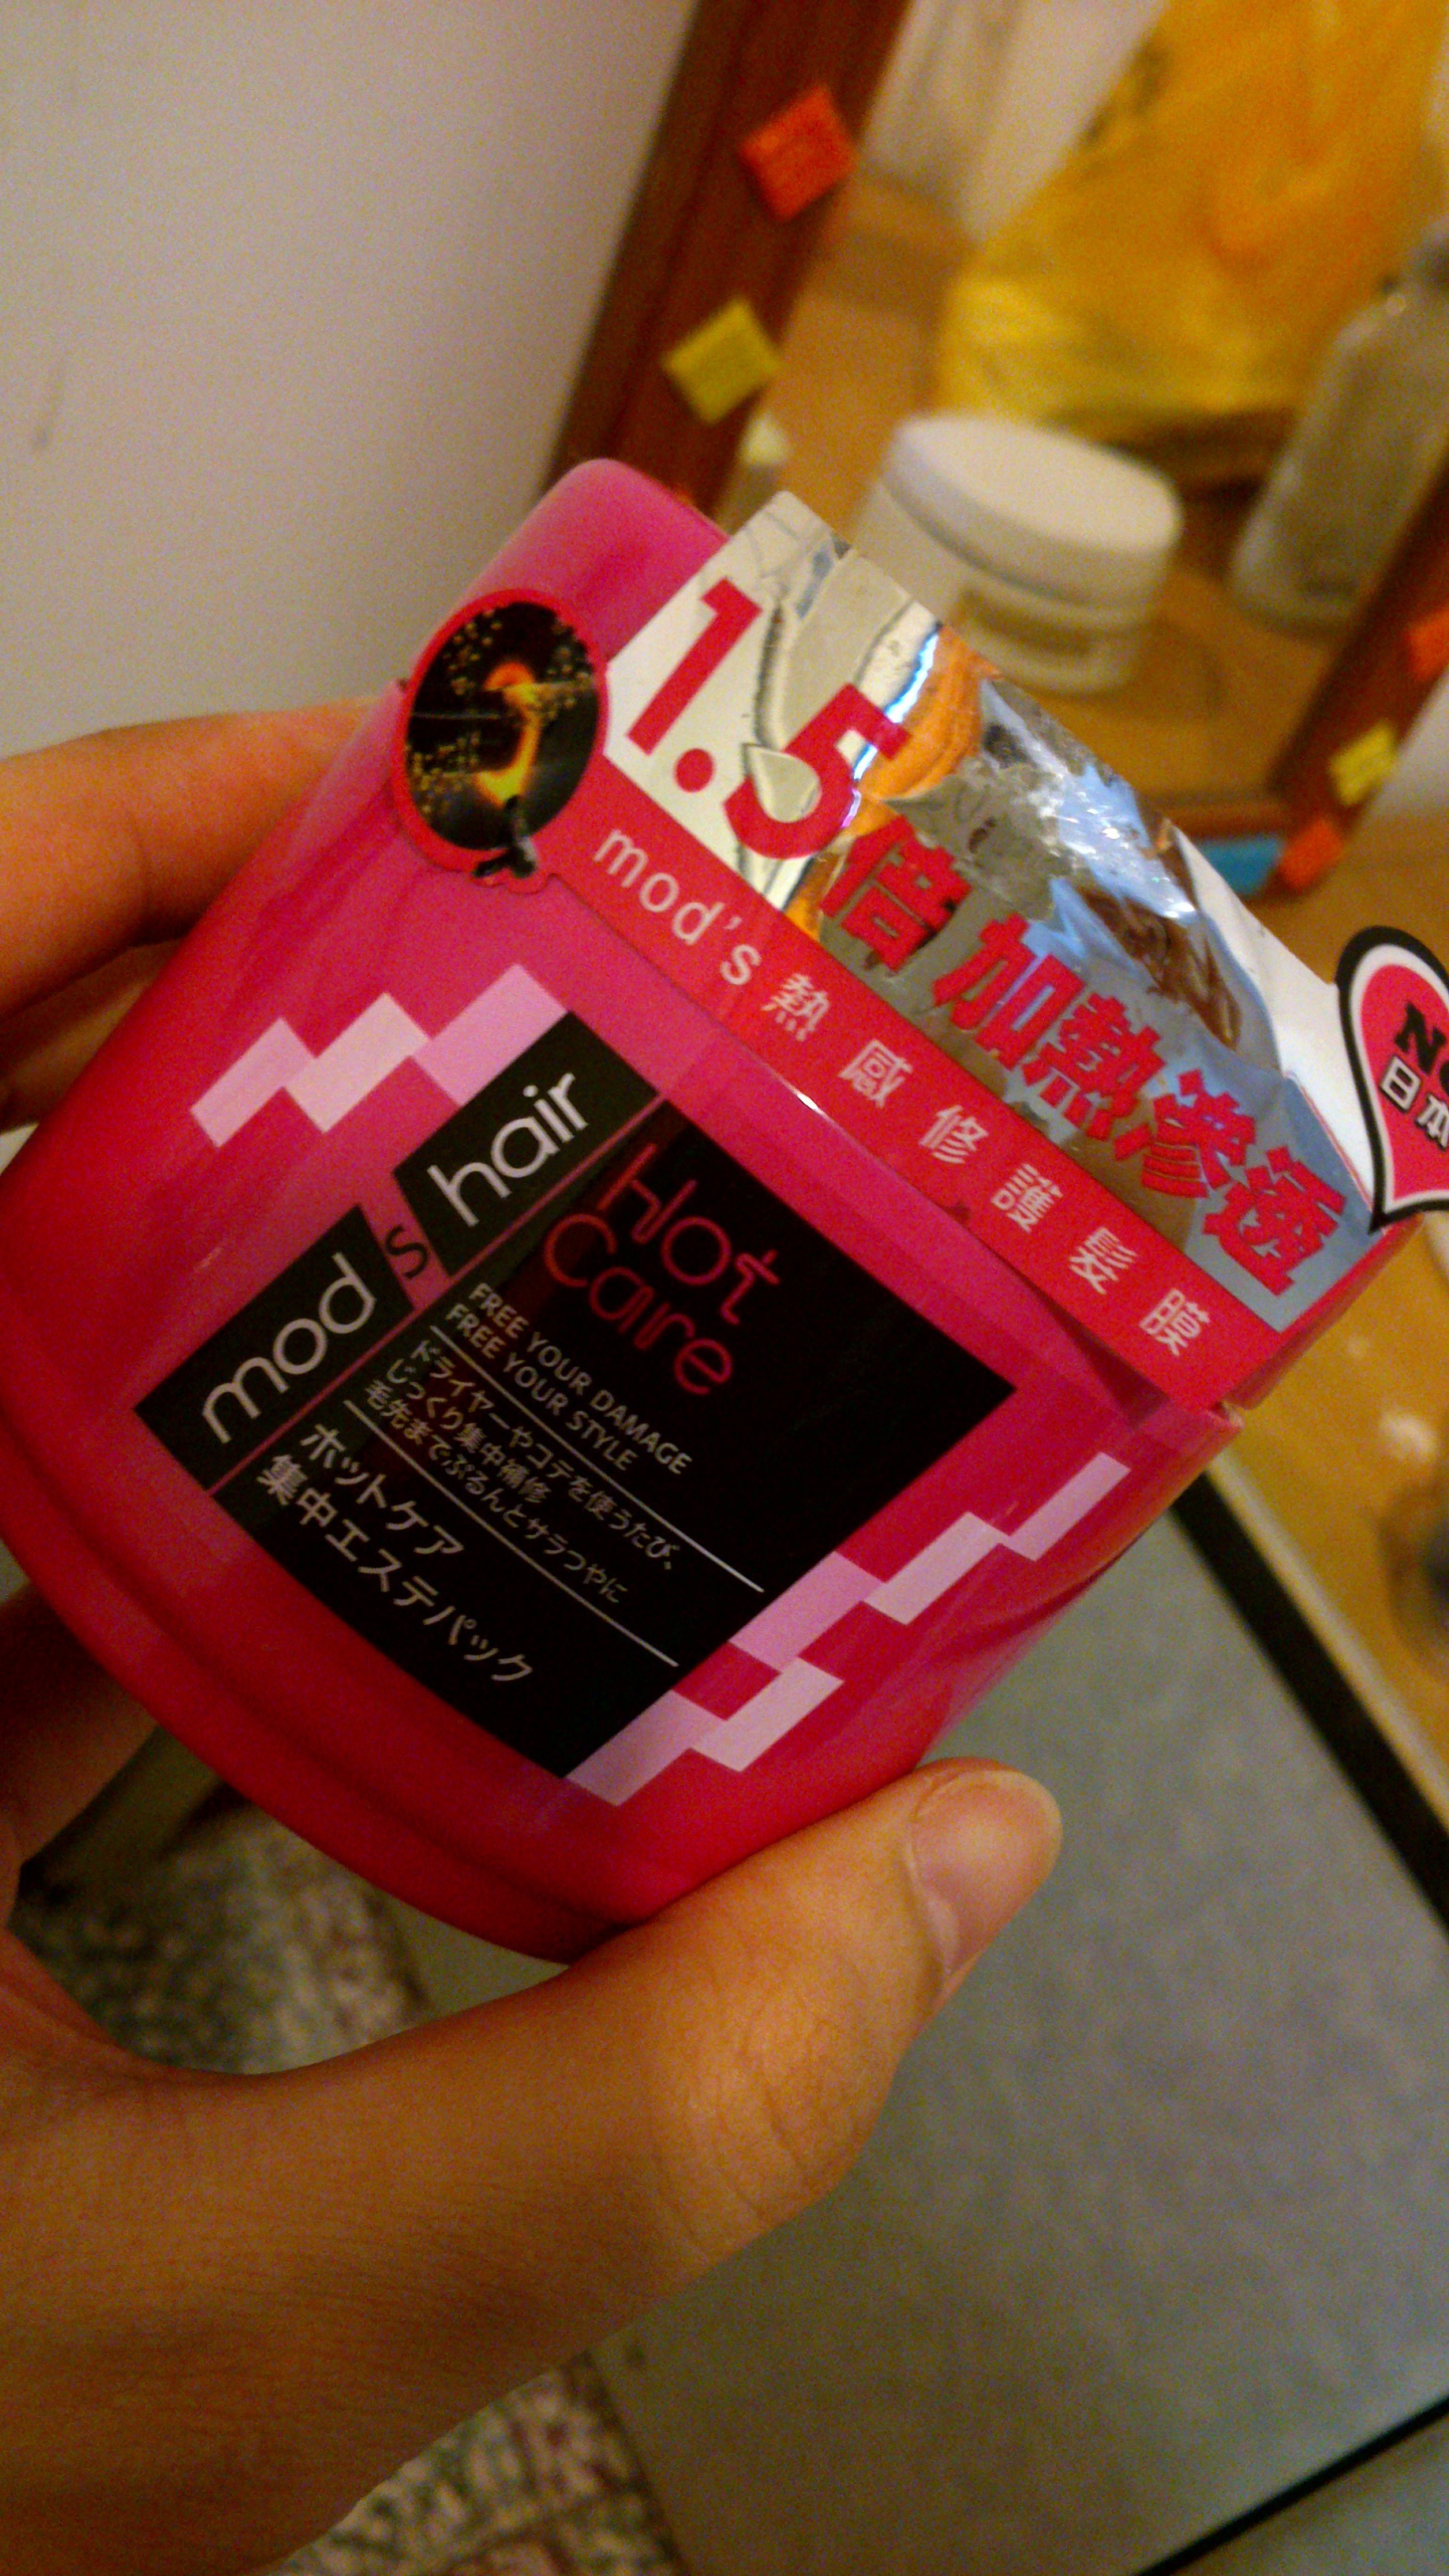 1.5倍加熱滲透
mod's 熱感修護髮膜
No
日本
mod s hair
Hot
Care
FREE YOUR DAMAGE
FREE YOUR STYLE
ドライヤーやコテを使うたび、
じっくり集中補修
毛先までぷるんとサラつやに
ホットケア
集中エステパック